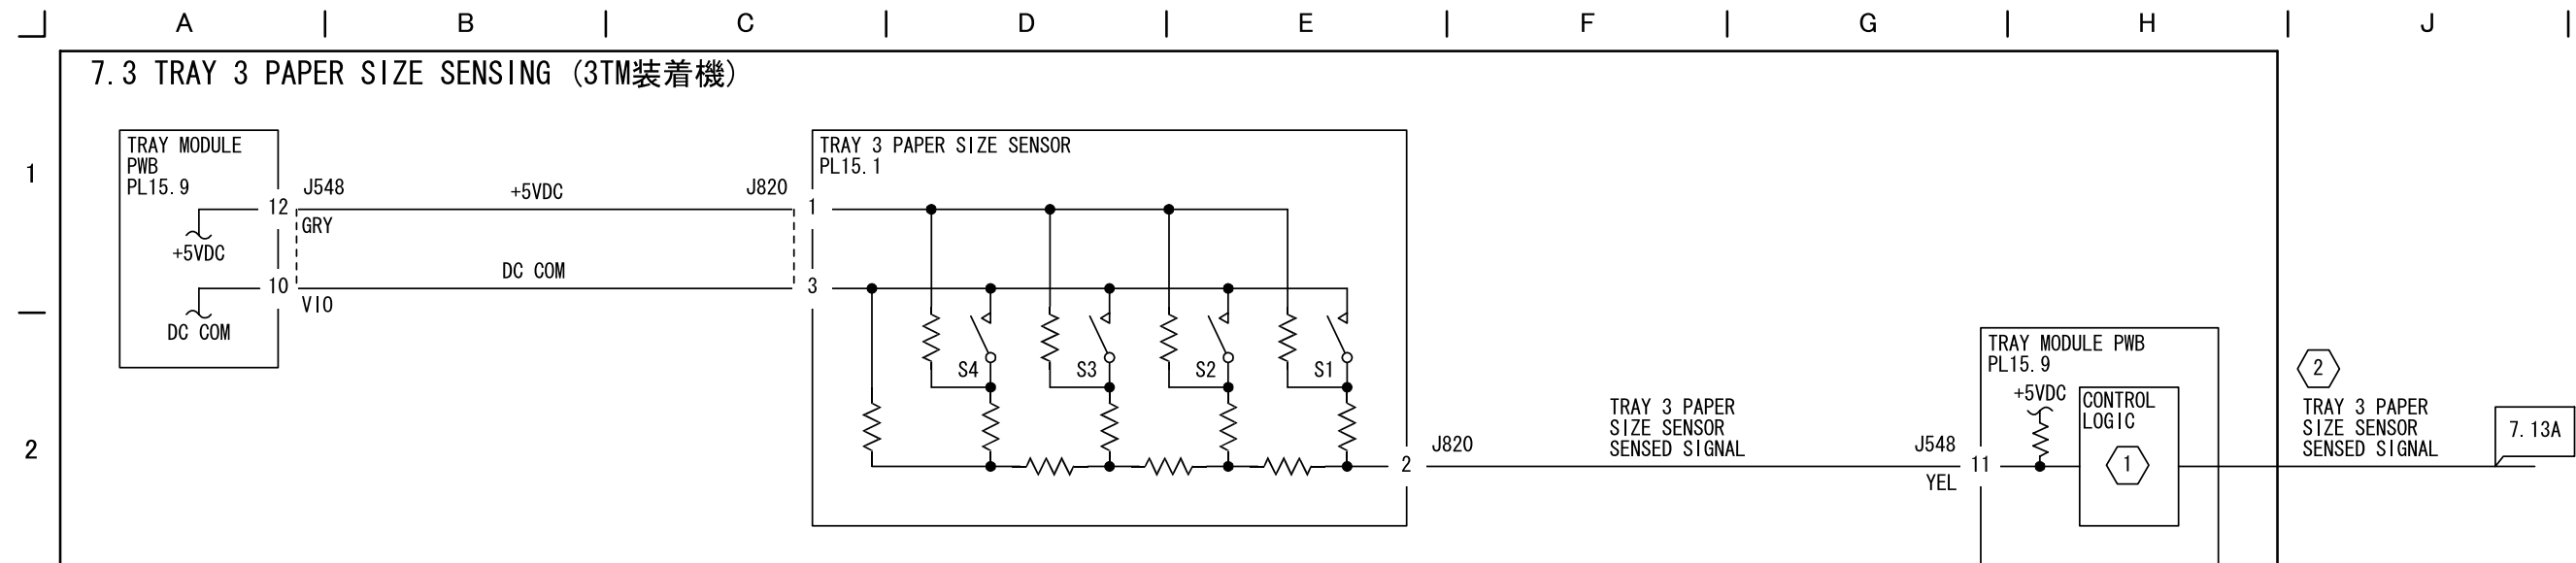 A B C D E F G H J
7.3 TRAY 3 PAPER SIZE SENSING (3TM装着機)
1
TRAY MODULE
PWB
PL15.9
12
J548
GRY
+5VDC
+5VDC
10
VIO
DC COM
DC COM
J820
1
3
TRAY 3 PAPER SIZE SENSOR
PL15.1
S4
S3
S2
S1
2
2
J820
TRAY 3 PAPER
SIZE SENSOR
SENSED SIGNAL
J548
11
YEL
TRAY MODULE PWB
PL15.9
+5VDC
CONTROL
LOGIC
1
2
TRAY 3 PAPER
SIZE SENSOR
SENSED SIGNAL
7.13A